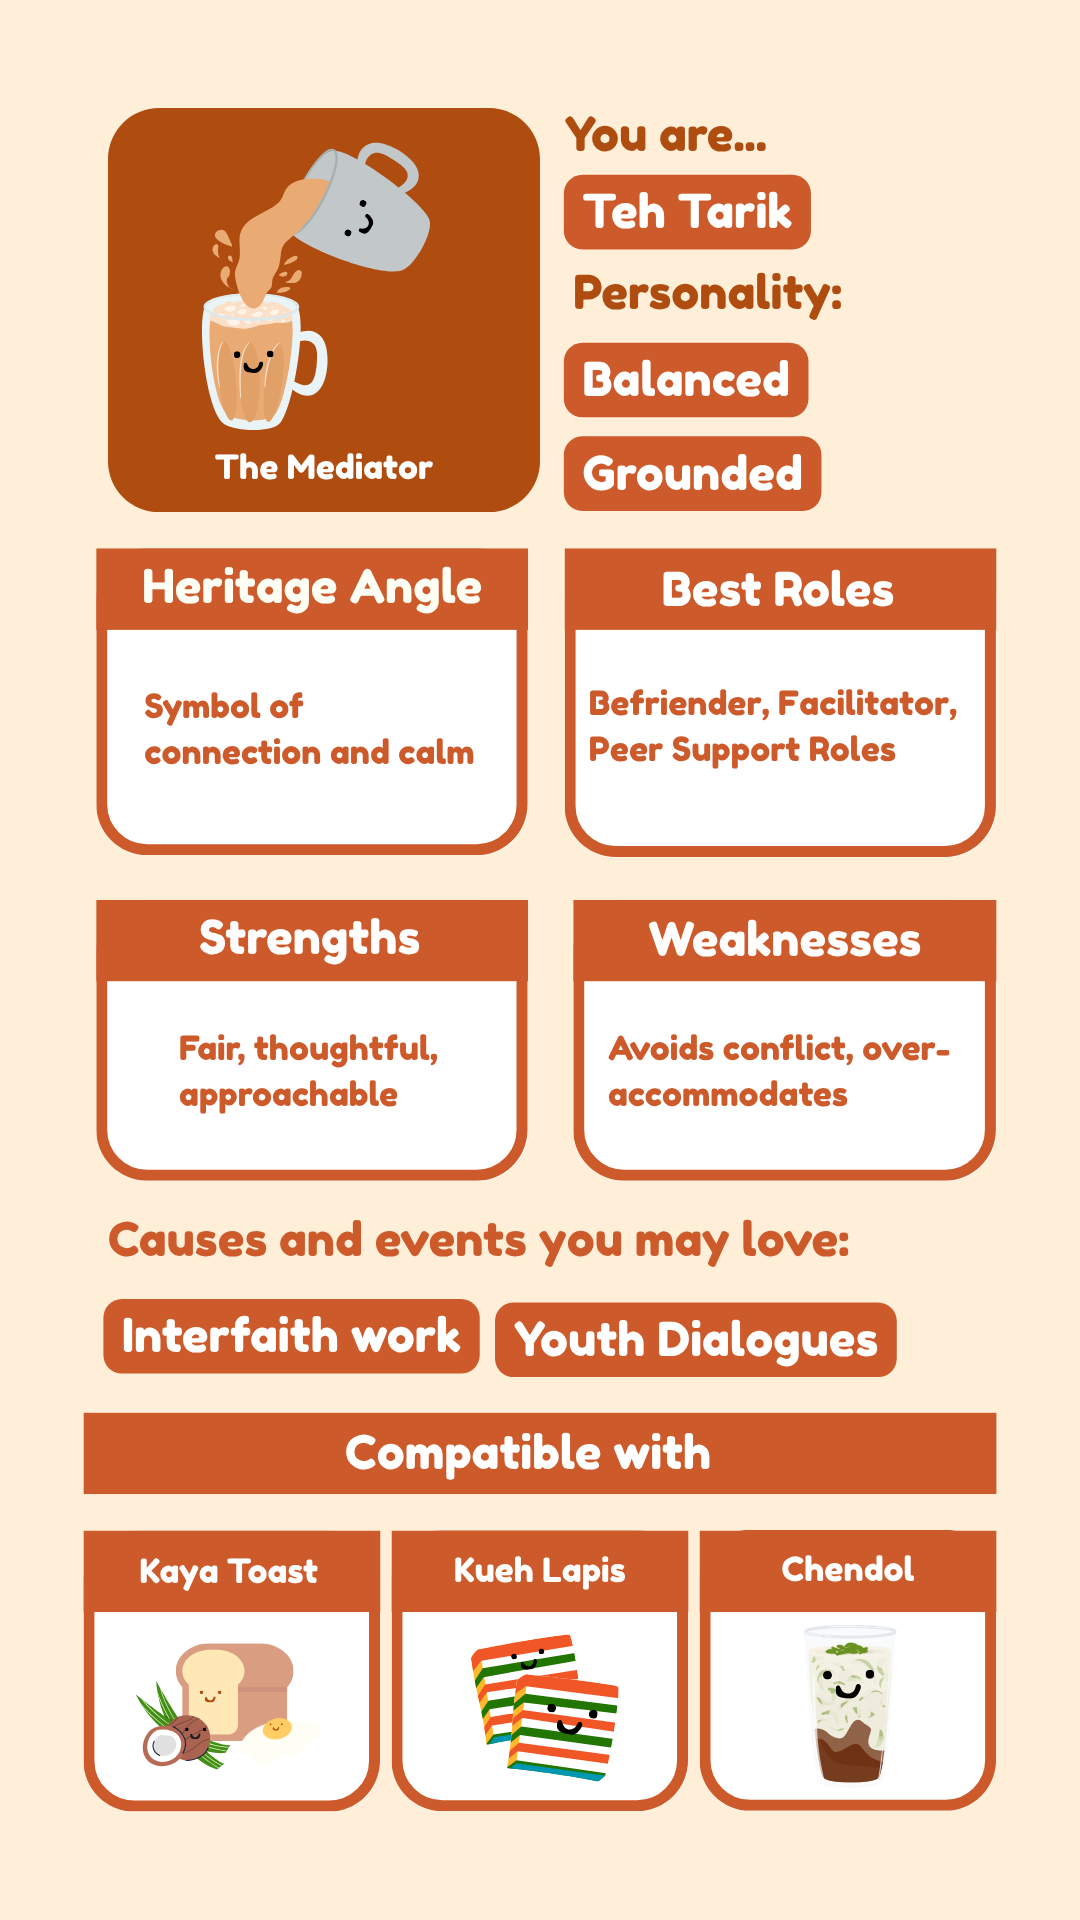 You are...
Teh Tarik
Personality:
Balanced
Grounded
The Mediator
Heritage Angle
Symbol of
connection and calm
Best Roles
Befriender, Facilitator,
Peer Support Roles
Strengths
Fair, thoughtful,
approachable
Weaknesses
Avoids conflict, over-
accommodates
Causes and events you may love:
Interfaith work
Youth Dialogues
Compatible with
Kaya Toast
Kueh Lapis
Chendol